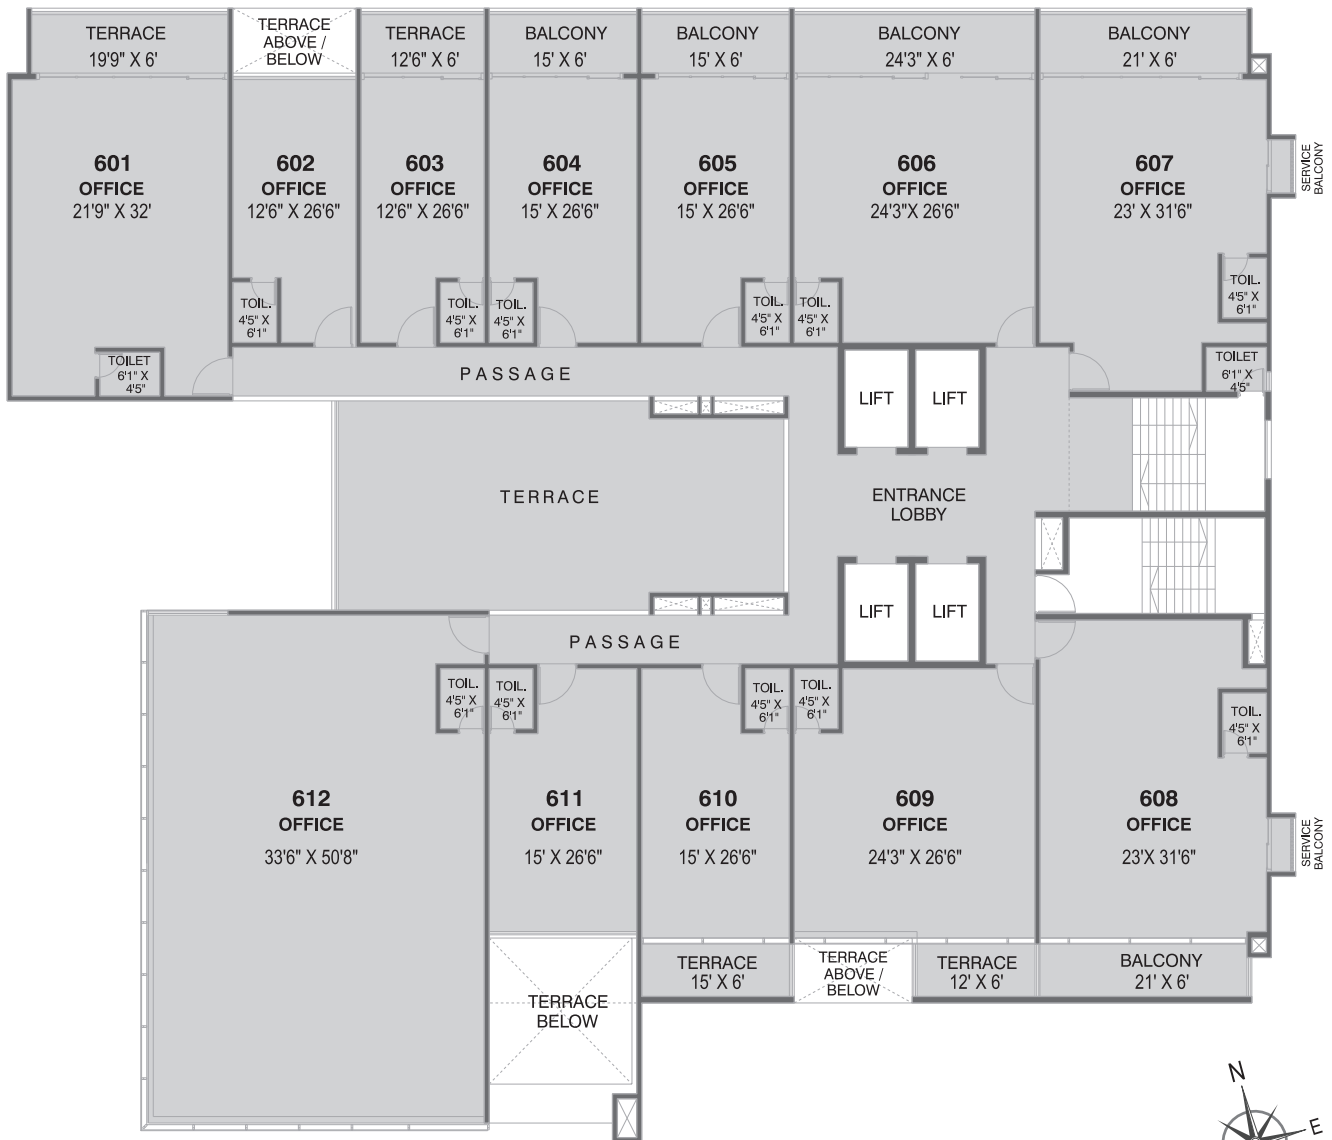 TERRACE
19'9" X 6'
TERRACE
ABOVE /
BELOW
TERRACE
12'6" X 6'
BALCONY
15' X 6'
BALCONY
15' X 6'
BALCONY
24'3" X 6'
BALCONY
21' X 6'
601
OFFICE
21'9" X 32'
602
OFFICE
12'6" X 26'6"
603
OFFICE
12'6" X 26'6"
604
OFFICE
15' X 26'6"
605
OFFICE
15' X 26'6"
606
OFFICE
24'3"X 26'6"
607
OFFICE
23' X 31'6"
SERVICE
BALCONY
TOIL.
4'5" X
6'1"
TOIL.
4'5" X
6'1"
TOIL.
4'5" X
6'1"
TOIL.
4'5" X
6'1"
TOIL.
4'5" X
6'1"
TOIL.
4'5" X
6'1"
TOILET
6'1" X
4'5"
PASSAGE
LIFT
LIFT
TOILET
6'1" X
4'5"
TERRACE
ENTRANCE
LOBBY
LIFT
LIFT
PASSAGE
TOIL.
4'5" X
6'1"
TOIL.
4'5" X
6'1"
TOIL.
4'5" X
6'1"
TOIL.
4'5" X
6'1"
TOIL.
4'5" X
6'1"
612
OFFICE
33'6" X 50'8"
611
OFFICE
15' X 26'6"
610
OFFICE
15' X 26'6"
609
OFFICE
24'3" X 26'6"
608
OFFICE
23'X 31'6"
SERVICE
BALCONY
TERRACE
BELOW
TERRACE
15' X 6'
TERRACE
ABOVE /
BELOW
TERRACE
12' X 6'
BALCONY
21' X 6'
N
E